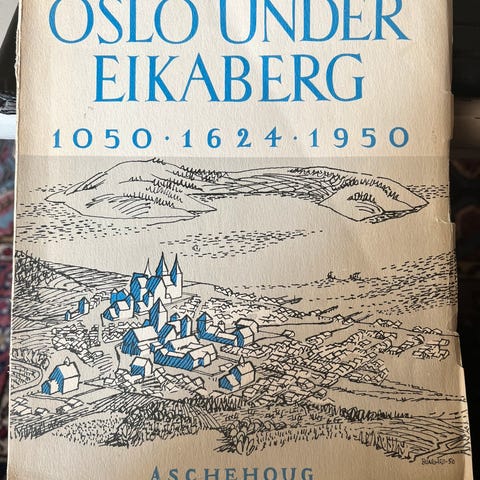 OSLO UNDER
EIKABERG
1050 · 1624 · 1950
ASCHEHOUG